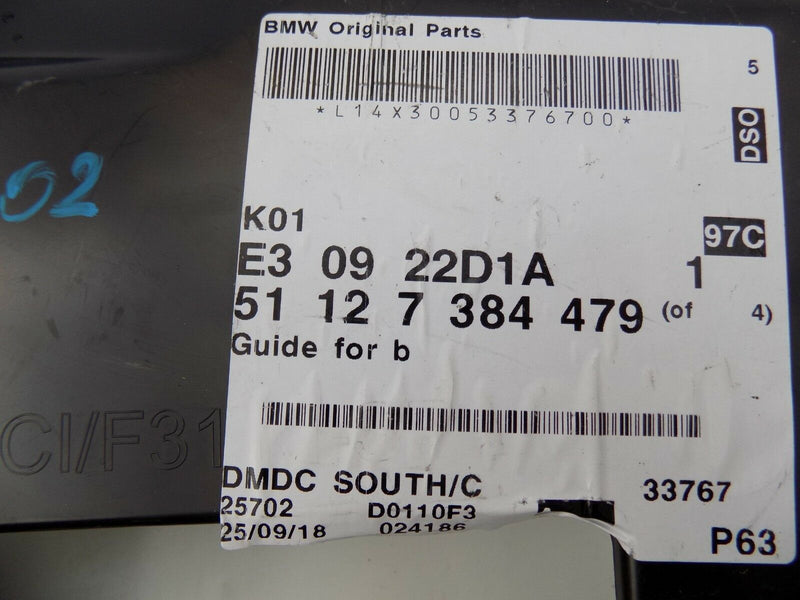 BMW Original Parts
5
*L14X30053376700*
DSO
02
K01
97C
E3 09 22D1A 1
51 12 7 384 479 (of 4)
Guide for b
CI/F31
DMDC SOUTH/C 33767
25702 D0110F3
25/09/18 024186
P63